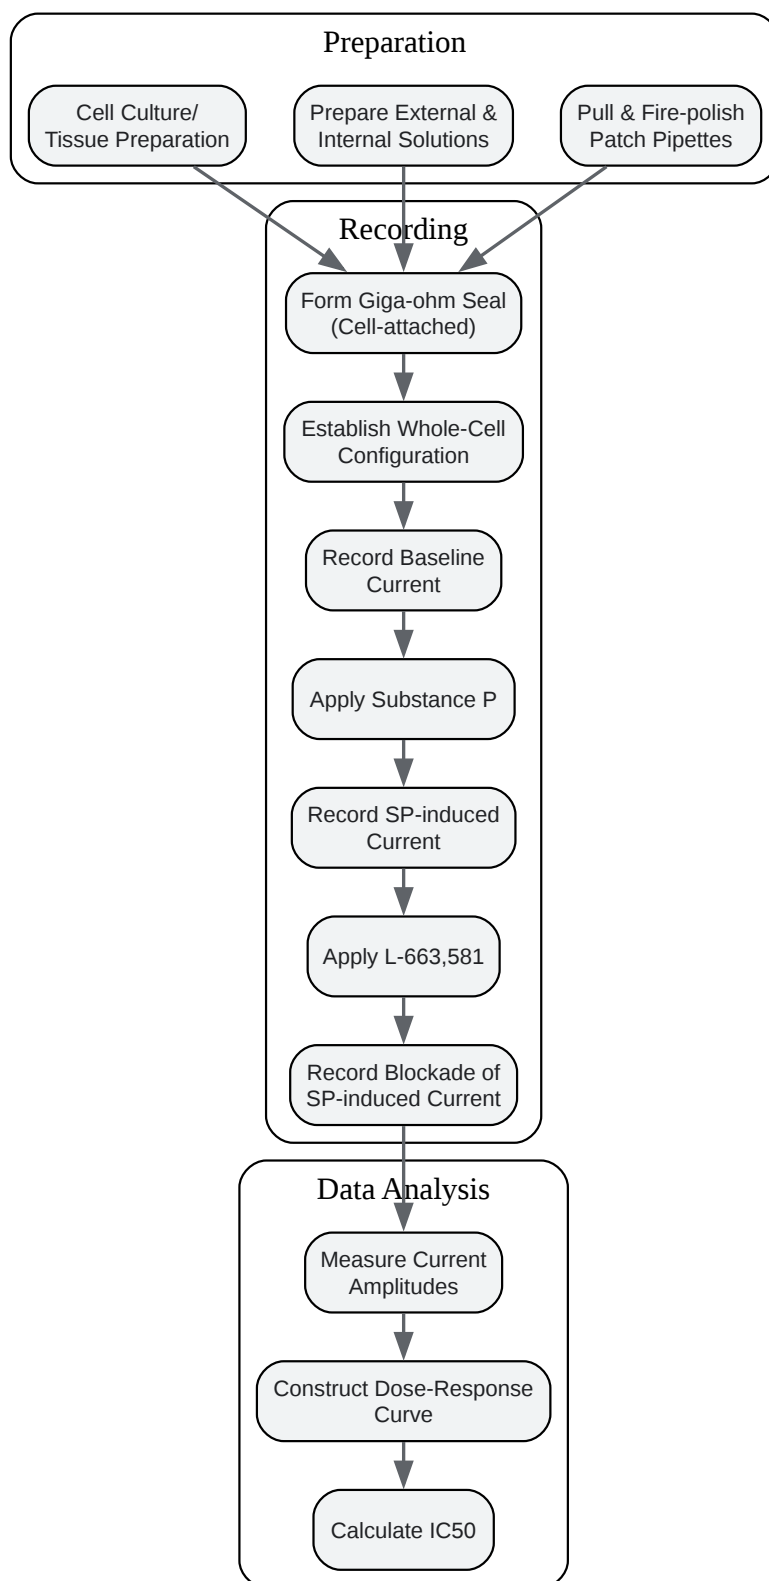 Preparation
Cell Culture/
Tissue Preparation
Prepare External &
Internal Solutions
Pull & Fire-polish
Patch Pipettes
Recording
Form Giga-ohm Seal
(Cell-attached)
Establish Whole-Cell
Configuration
Record Baseline
Current
Apply Substance P
Record SP-induced
Current
Apply L-663,581
Record Blockade of
SP-induced Current
Data Analysis
Measure Current
Amplitudes
Construct Dose-Response
Curve
Calculate IC50